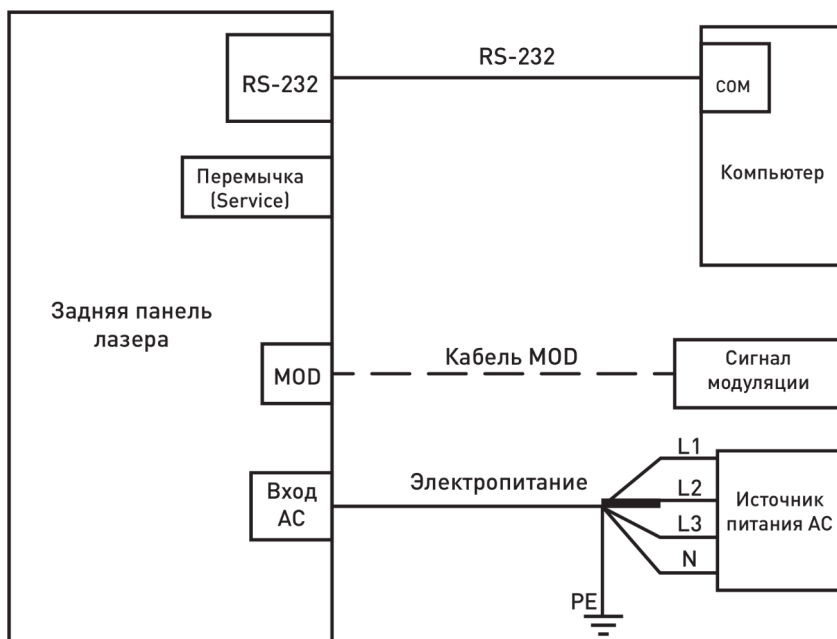 RS-232
RS-232
COM
Компьютер
Перемычка
(Service)
Задняя панель
лазера
MOD
Кабель MOD
Сигнал
модуляции
Вход
AC
Электропитание
L1
L2
L3
N
PE
Источник
питания AC